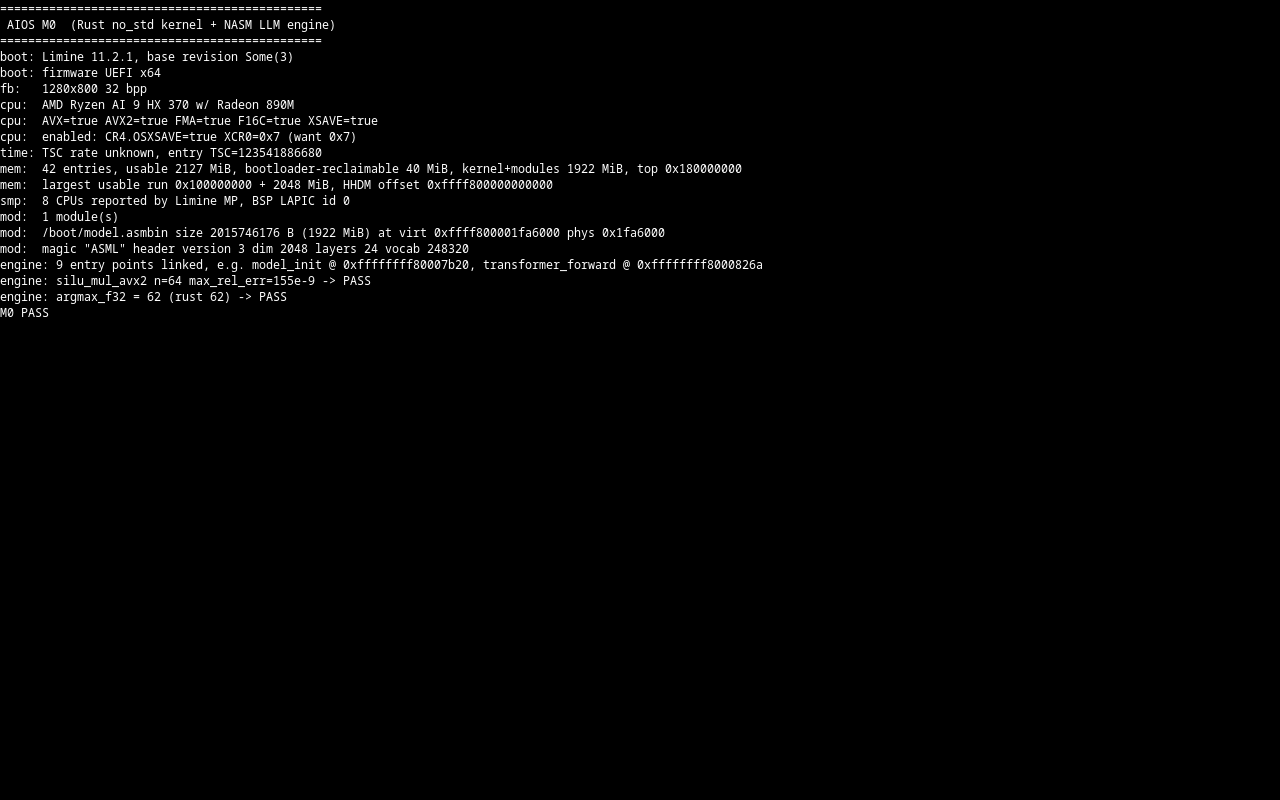 ==============================================
 AIOS M0  (Rust no_std kernel + NASM LLM engine)
==============================================
boot: Limine 11.2.1, base revision Some(3)
boot: firmware UEFI x64
fb:   1280x800 32 bpp
cpu:  AMD Ryzen AI 9 HX 370 w/ Radeon 890M
cpu:  AVX=true AVX2=true FMA=true F16C=true XSAVE=true
cpu:  enabled: CR4.OSXSAVE=true XCR0=0x7 (want 0x7)
time: TSC rate unknown, entry TSC=123541886680
mem:  42 entries, usable 2127 MiB, bootloader-reclaimable 40 MiB, kernel+modules 1922 MiB, top 0x180000000
mem:  largest usable run 0x100000000 + 2048 MiB, HHDM offset 0xffff800000000000
smp:  8 CPUs reported by Limine MP, BSP LAPIC id 0
mod:  1 module(s)
mod:  /boot/model.asmbin size 2015746176 B (1922 MiB) at virt 0xffff800001fa6000 phys 0x1fa6000
mod:  magic "ASML" header version 3 dim 2048 layers 24 vocab 248320
engine: 9 entry points linked, e.g. model_init @ 0xffffffff80007b20, transformer_forward @ 0xffffffff8000826a
engine: silu_mul_avx2 n=64 max_rel_err=155e-9 -> PASS
engine: argmax_f32 = 62 (rust 62) -> PASS
M0 PASS